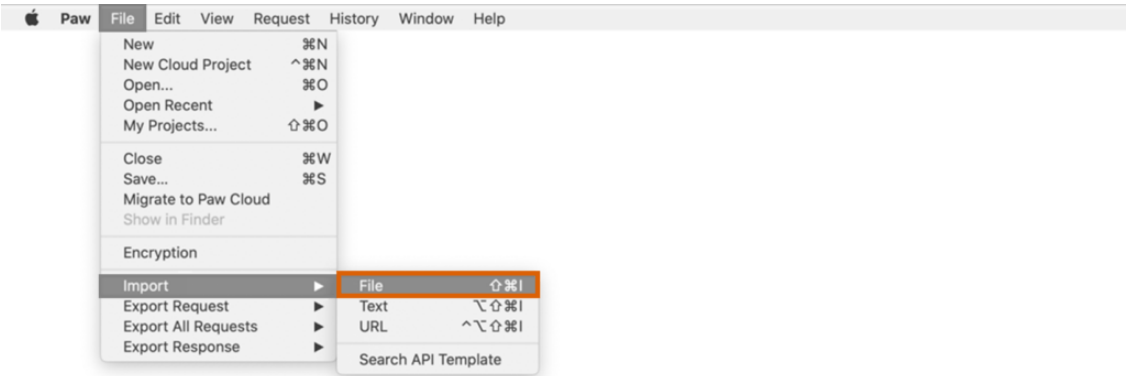 Paw File Edit View Request History Window Help
New ⌘N
New Cloud Project ^⌘N
Open... ⌘O
Open Recent ▶
My Projects... ⇧⌘O
Close ⌘W
Save... ⌘S
Migrate to Paw Cloud
Show in Finder
Encryption
Import ▶ File ⇧⌘I
Export Request ▶ Text ⌥⇧⌘I
Export All Requests ▶ URL ^⌥⇧⌘I
Export Response ▶
Search API Template